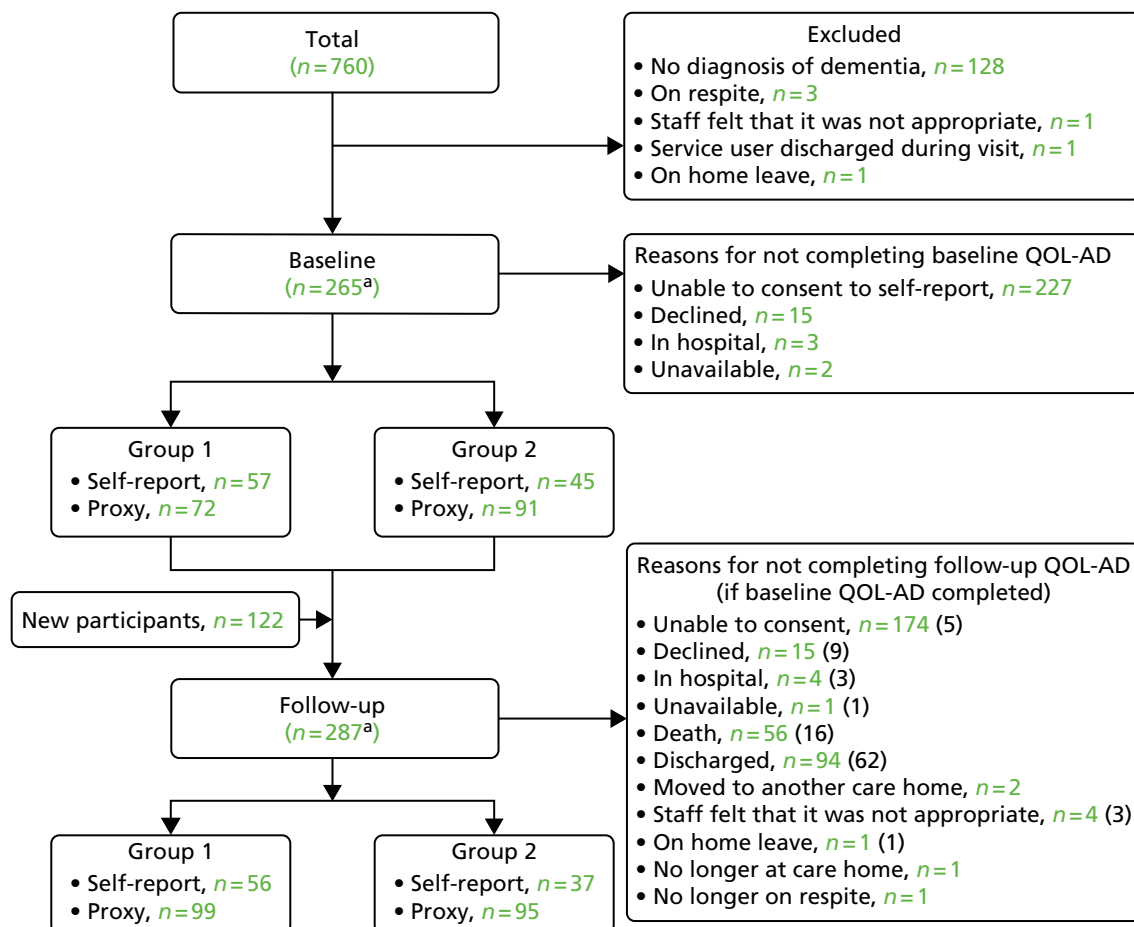 Total
(n=760)
Excluded
• No diagnosis of dementia, n=128
• On respite, n=3
• Staff felt that it was not appropriate, n=1
• Service user discharged during visit, n=1
• On home leave, n=1
Baseline
(n=265ᵃ)
Reasons for not completing baseline QOL-AD
• Unable to consent to self-report, n=227
• Declined, n=15
• In hospital, n=3
• Unavailable, n=2
Group 1
• Self-report, n=57
• Proxy, n=72
Group 2
• Self-report, n=45
• Proxy, n=91
New participants, n=122
Reasons for not completing follow-up QOL-AD
(if baseline QOL-AD completed)
• Unable to consent, n=174 (5)
• Declined, n=15 (9)
• In hospital, n=4 (3)
• Unavailable, n=1 (1)
• Death, n=56 (16)
• Discharged, n=94 (62)
• Moved to another care home, n=2
• Staff felt that it was not appropriate, n=4 (3)
• On home leave, n=1 (1)
• No longer at care home, n=1
• No longer on respite, n=1
Follow-up
(n=287ᵃ)
Group 1
• Self-report, n=56
• Proxy, n=99
Group 2
• Self-report, n=37
• Proxy, n=95